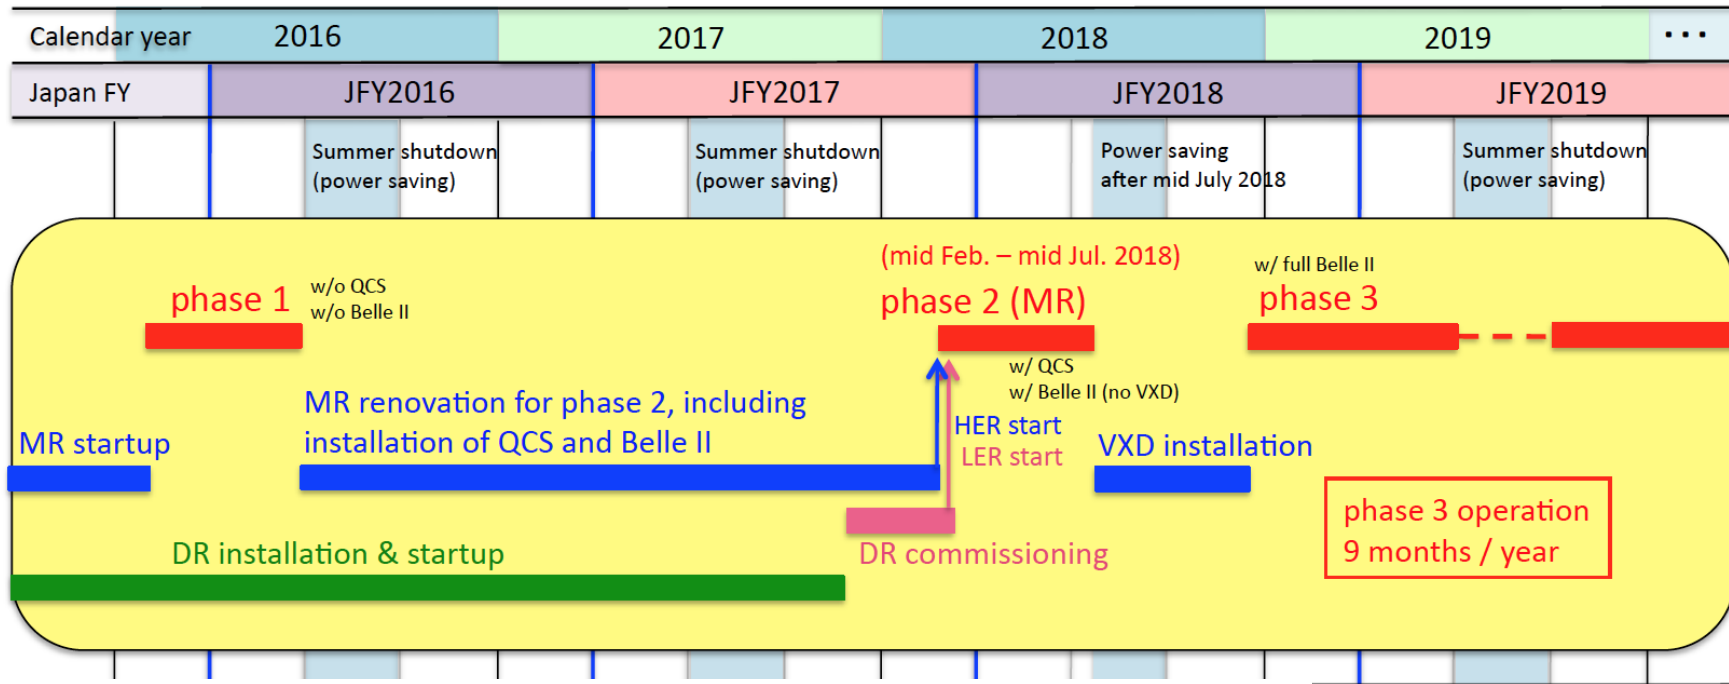 Calendar year 2016 2017 2018 2019 ...
Japan FY JFY2016 JFY2017 JFY2018 JFY2019
Summer shutdown
(power saving)
Summer shutdown
(power saving)
Power saving
after mid July 2018
Summer shutdown
(power saving)
phase 1
w/o QCS
w/o Belle II
(mid Feb. – mid Jul. 2018)
phase 2 (MR)
w/ QCS
w/ Belle II (no VXD)
w/ full Belle II
phase 3
MR startup
MR renovation for phase 2, including
installation of QCS and Belle II
HER start
LER start
VXD installation
DR installation & startup
DR commissioning
phase 3 operation
9 months / year